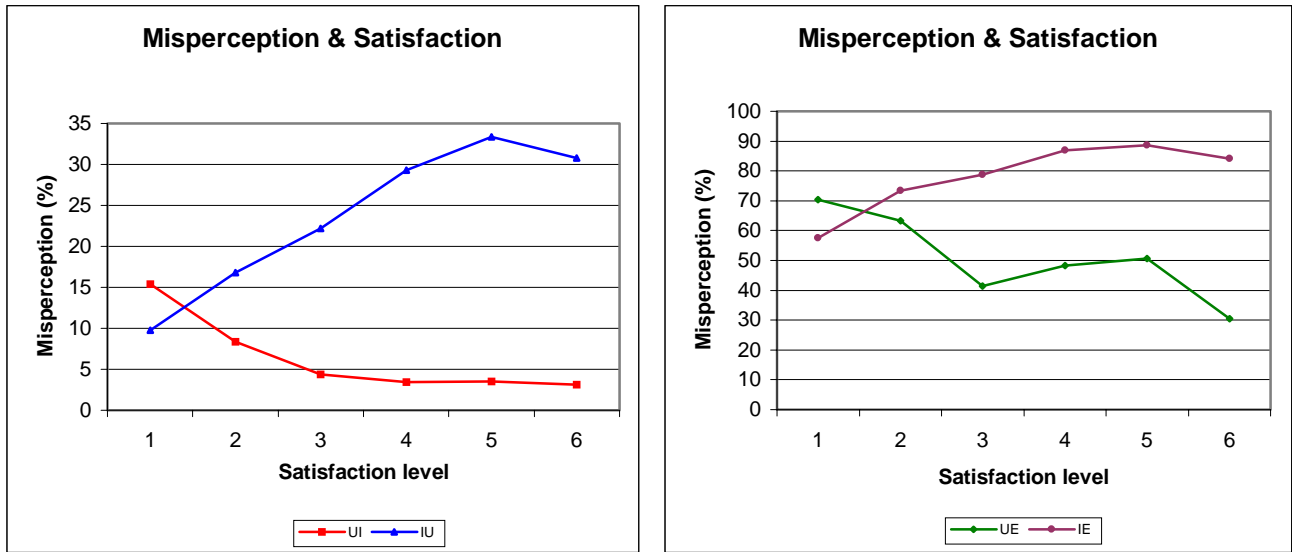 Misperception & Satisfaction
35
30
25
20
15
10
5
0
Misperception (%)
1 2 3 4 5 6
Satisfaction level
UI IU
Misperception & Satisfaction
100
90
80
70
60
50
40
30
20
10
0
Misperception (%)
1 2 3 4 5 6
Satisfaction level
UE IE